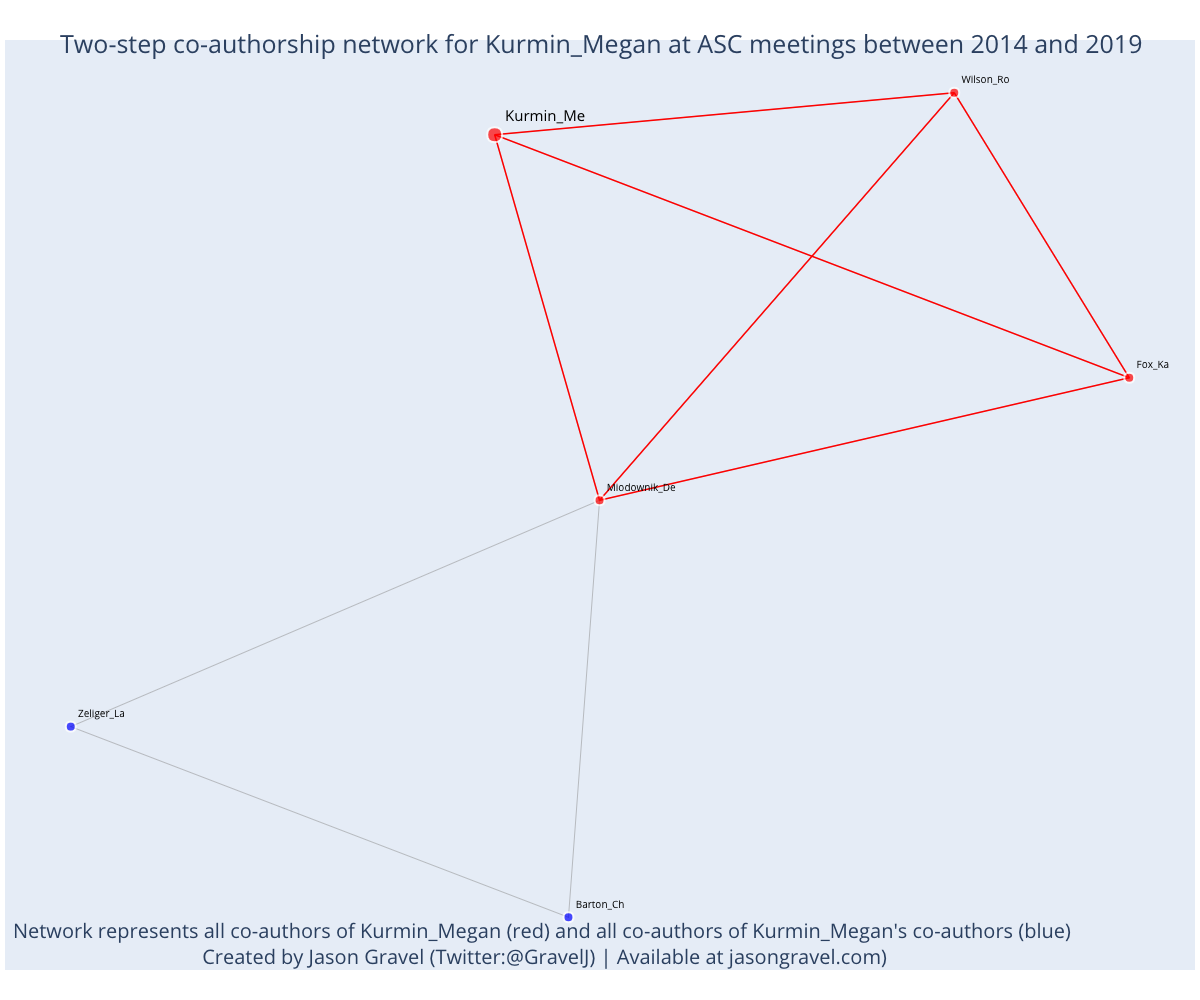 Two-step co-authorship network for Kurmin_Megan at ASC meetings between 2014 and 2019
Wilson_Ro
Kurmin_Me
Fox_Ka
Miodownik_De
Zeliger_La
Barton_Ch
Network represents all co-authors of Kurmin_Megan (red) and all co-authors of Kurmin_Megan's co-authors (blue)
Created by Jason Gravel (Twitter:@GravelJ) | Available at jasongravel.com)